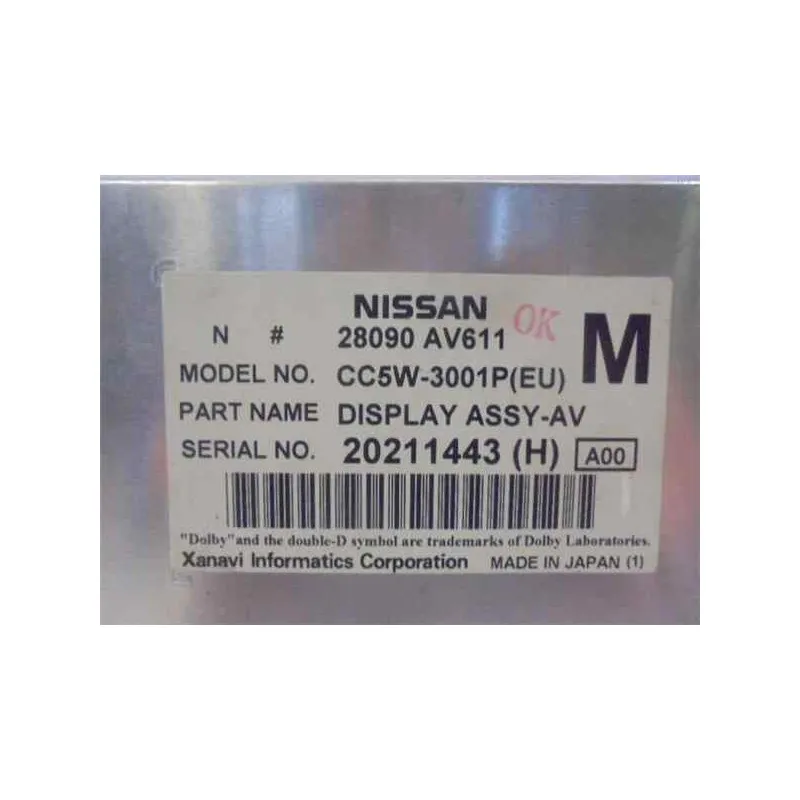 NISSAN OK M
N # 28090 AV611
MODEL NO. CC5W-3001P(EU)
PART NAME DISPLAY ASSY-AV
SERIAL NO. 20211443 (H) A00
"Dolby" and the double-D symbol are trademarks of Dolby Laboratories.
Xanavi Informatics Corporation MADE IN JAPAN (1)